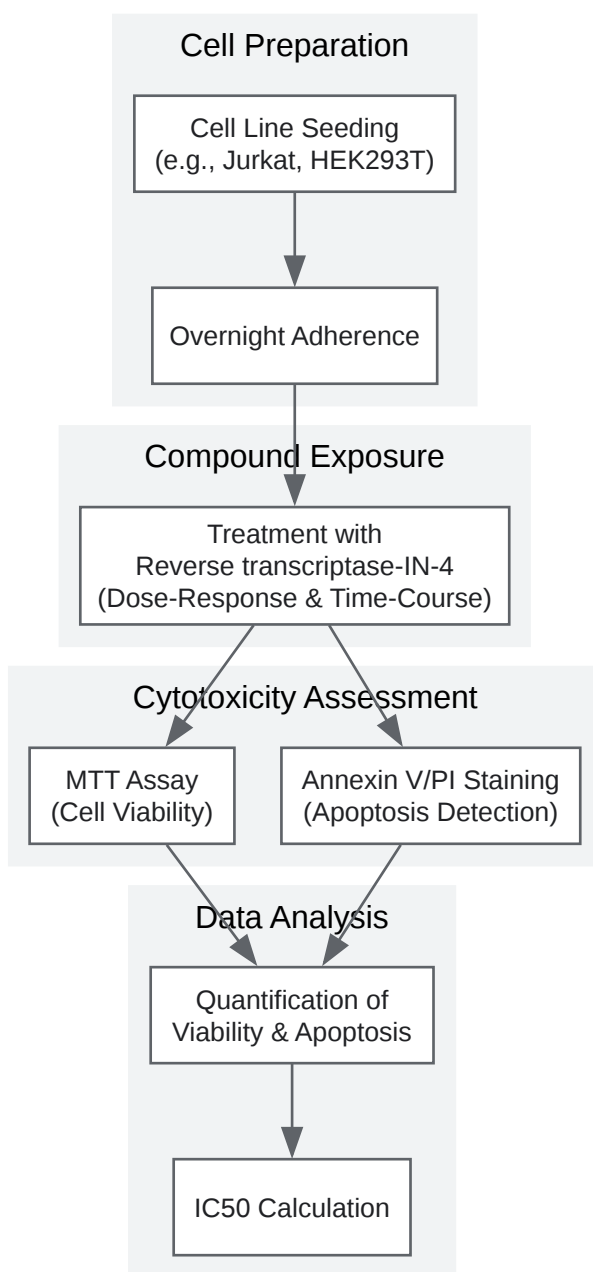 Cell Preparation
Cell Line Seeding
(e.g., Jurkat, HEK293T)
Overnight Adherence
Compound Exposure
Treatment with
Reverse transcriptase-IN-4
(Dose-Response & Time-Course)
Cytotoxicity Assessment
MTT Assay
(Cell Viability)
Annexin V/PI Staining
(Apoptosis Detection)
Data Analysis
Quantification of
Viability & Apoptosis
IC50 Calculation